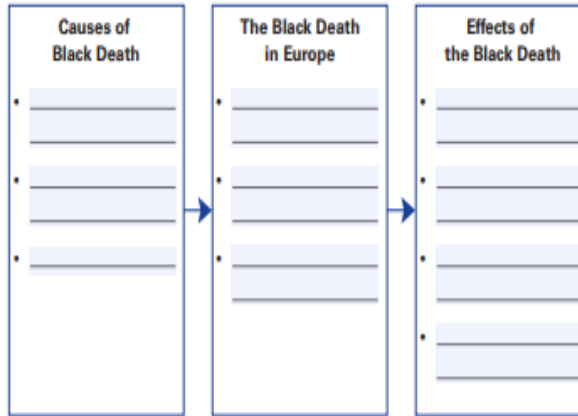 Causes of
Black Death
•
•
•
The Black Death
in Europe
•
•
•
Effects of
the Black Death
•
•
•
•